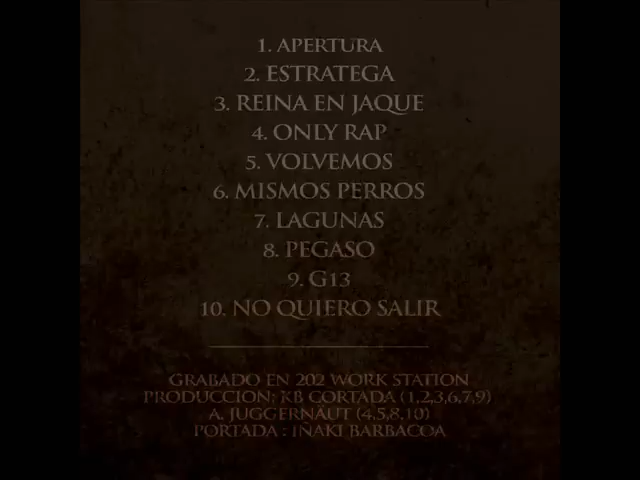 1. APERTURA
2. ESTRATEGA
3. REINA EN JAQUE
4. ONLY RAP
5. VOLVEMOS
6. MISMOS PERROS
7. LAGUNAS
8. PEGASO
9. G13
10. NO QUIERO SALIR
GRABADO EN 202 WORK STATION
PRODUCCION: KB CORTADA (1,2,3,6,7,9)
A. JUGGERNAUT (4,5,8,10)
PORTADA : IÑAKI BARBACOA